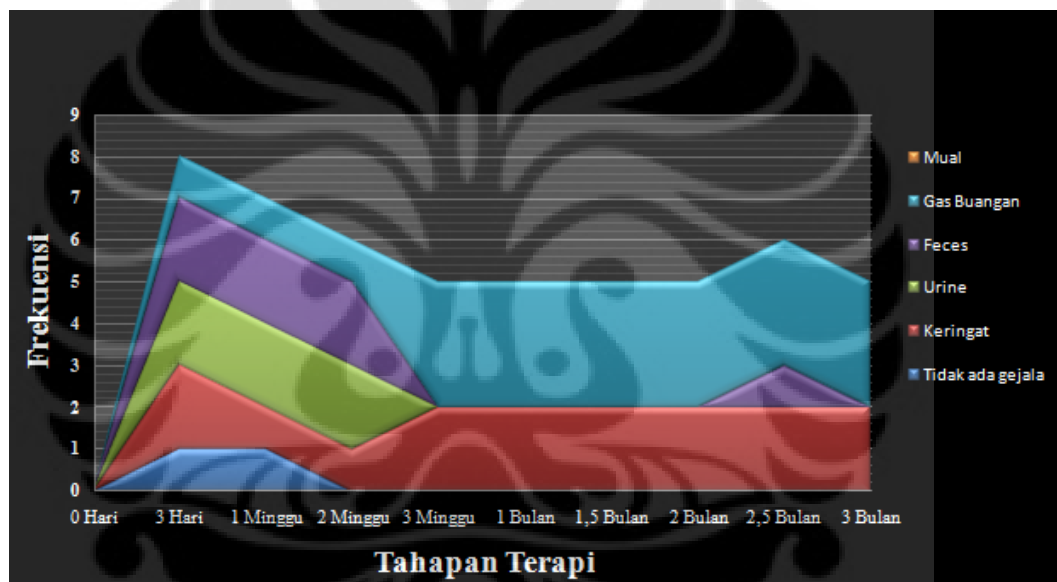 9
8
7
6
5
4
3
2
1
0
Frekuensi
0 Hari 3 Hari 1 Minggu 2 Minggu 3 Minggu 1 Bulan 1,5 Bulan 2 Bulan 2,5 Bulan 3 Bulan
Tahapan Terapi
Mual
Gas Buangan
Feces
Urine
Keringat
Tidak ada gejala